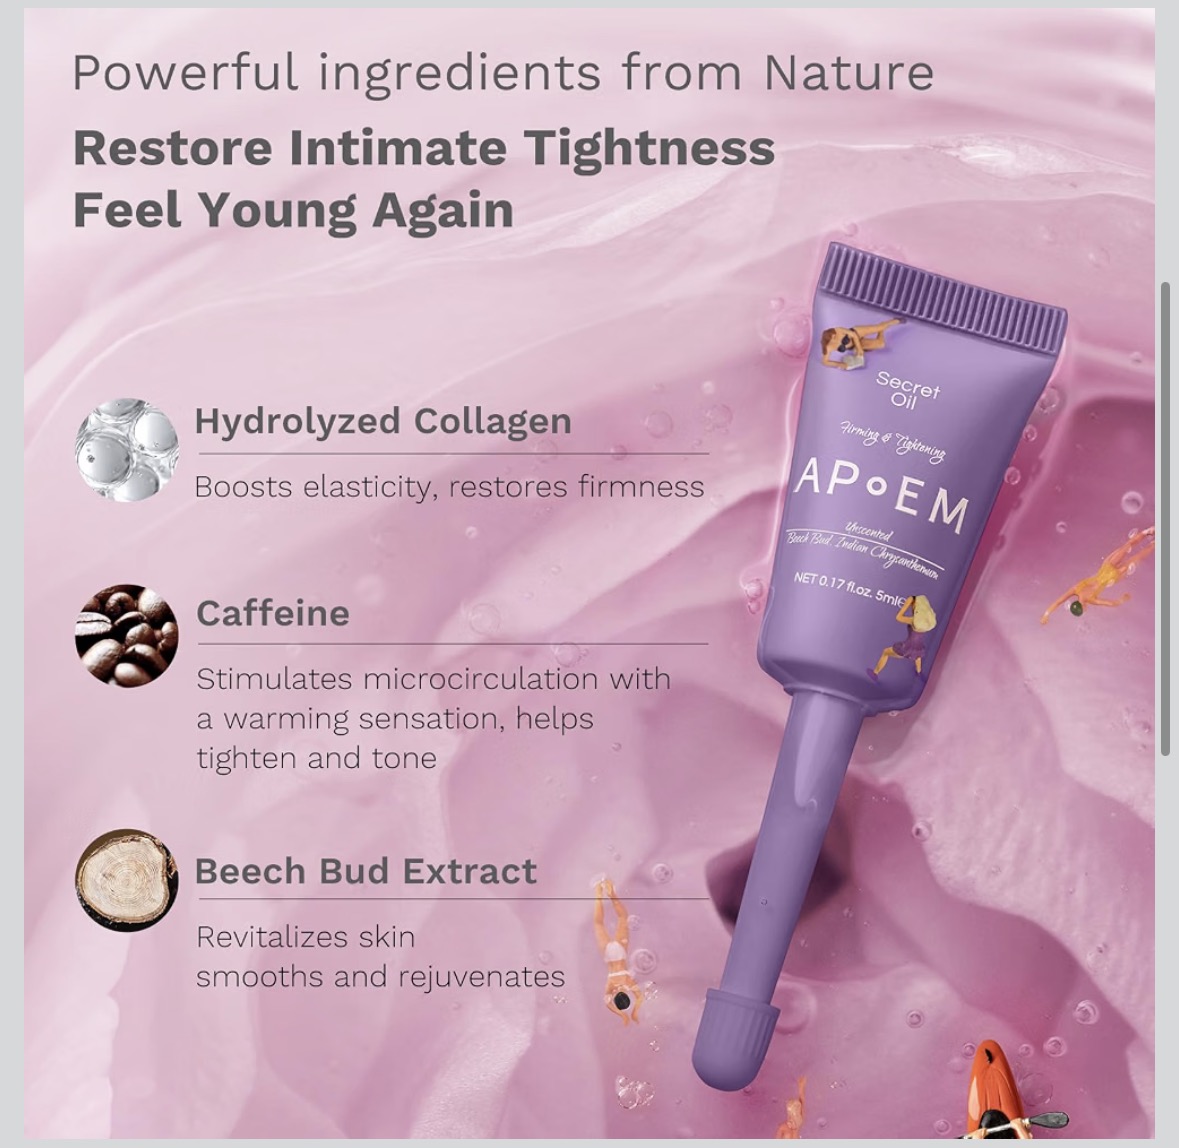 Powerful ingredients from Nature
Restore Intimate Tightness
Feel Young Again
Hydrolyzed Collagen
Boosts elasticity, restores firmness
Caffeine
Stimulates microcirculation with
a warming sensation, helps
tighten and tone
Beech Bud Extract
Revitalizes skin
smooths and rejuvenates
Secret
Oil
Firming & Tightening
APoEM
Unscented
Beech Bud, Indian Chrysanthemum
NET 0.17 fl.oz. 5ml℮